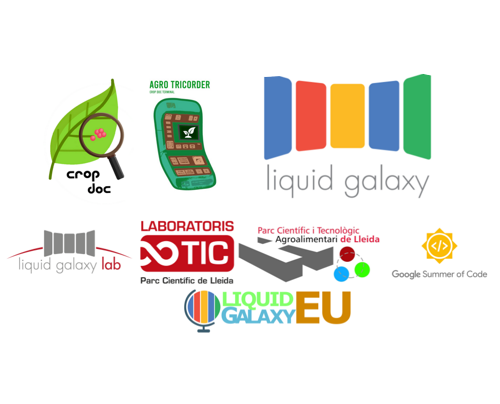 AGRO TRICORDER
crop
doc
liquid galaxy
liquid galaxy lab
LABORATORIS
TIC
Parc Científic de Lleida
Parc Científic i Tecnològic
Agroalimentari de Lleida
Google Summer of Code
LIQUID
GALAXY
EU